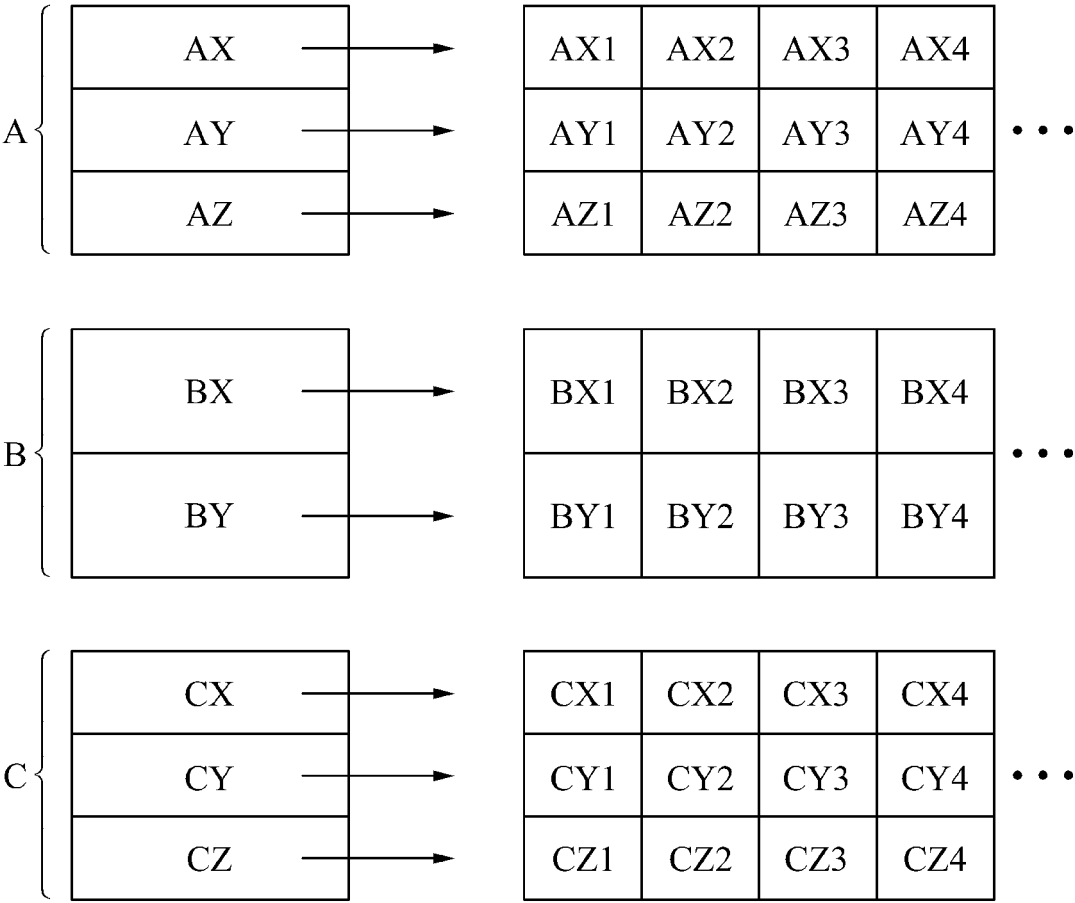 AX AX1 AX2 AX3 AX4
A AY AY1 AY2 AY3 AY4 •••
AZ AZ1 AZ2 AZ3 AZ4
BX BX1 BX2 BX3 BX4
B •••
BY BY1 BY2 BY3 BY4
CX CX1 CX2 CX3 CX4
C CY CY1 CY2 CY3 CY4 •••
CZ CZ1 CZ2 CZ3 CZ4